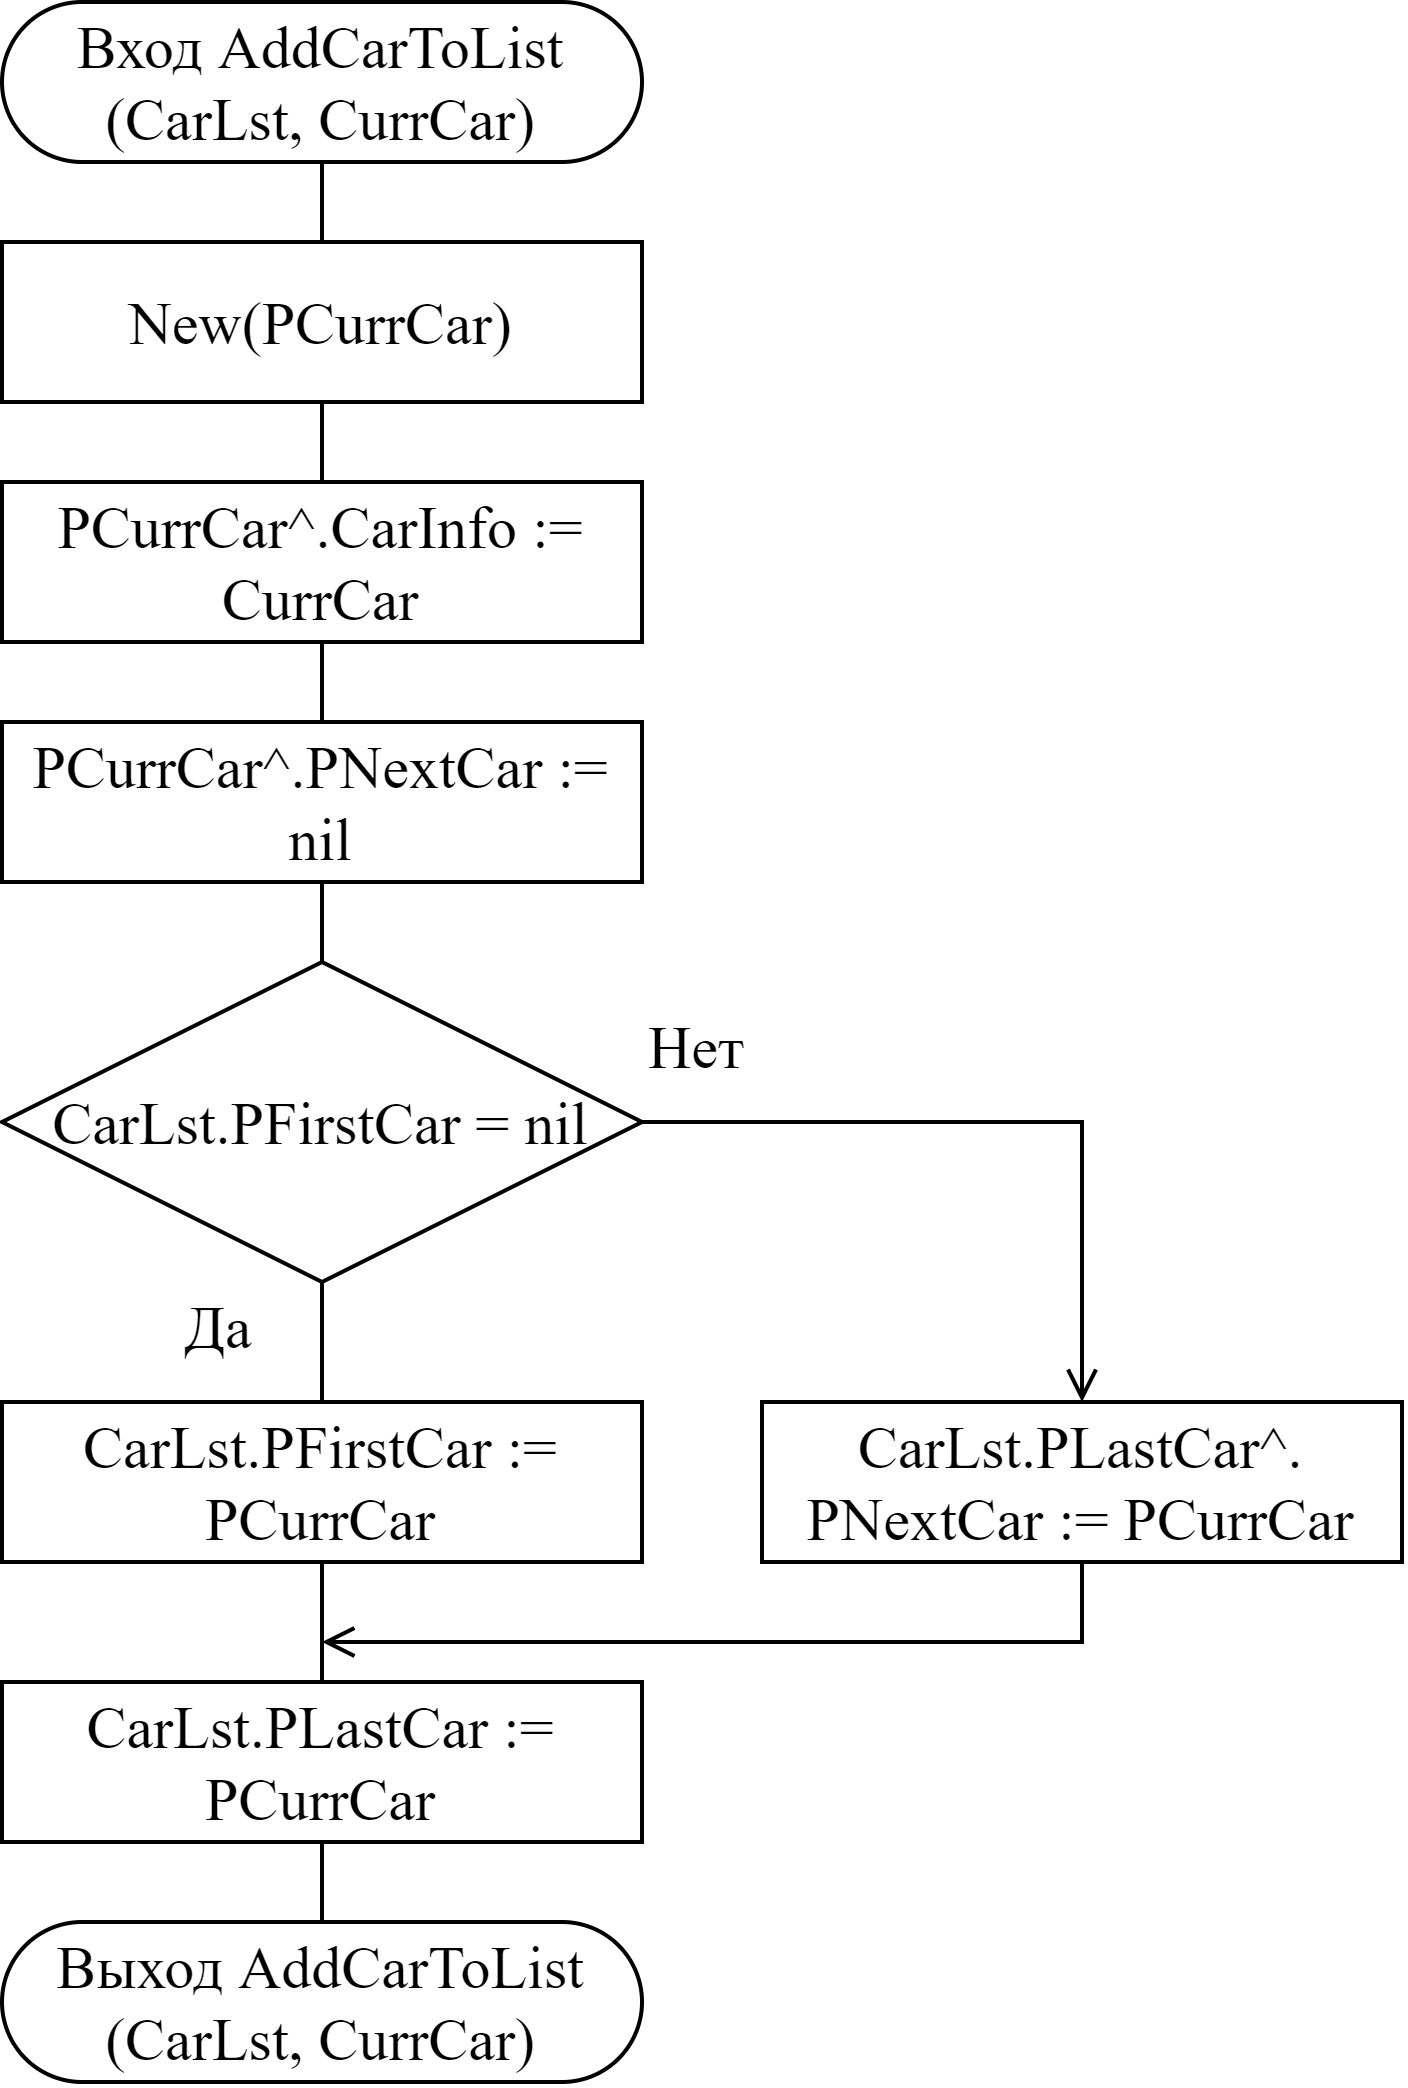 Вход AddCarToList
(CarLst, CurrCar)
New(PCurrCar)
PCurrCar^.CarInfo :=
CurrCar
PCurrCar^.PNextCar :=
nil
CarLst.PFirstCar = nil
Нет
Да
CarLst.PFirstCar :=
PCurrCar
CarLst.PLastCar^.
PNextCar := PCurrCar
CarLst.PLastCar :=
PCurrCar
Выход AddCarToList
(CarLst, CurrCar)